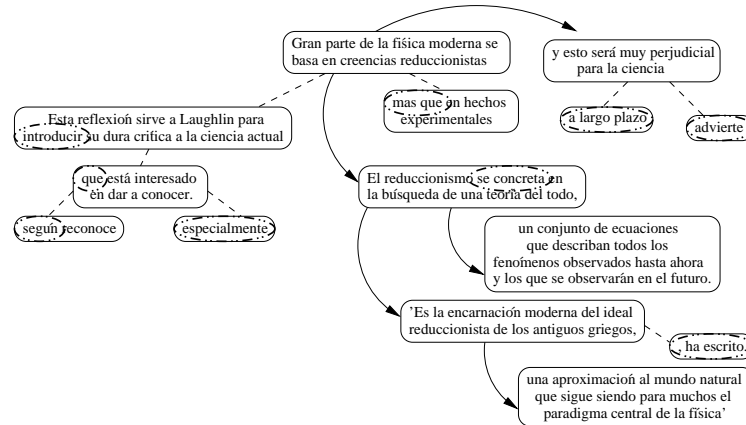 Gran parte de la física moderna se
basa en creencias reduccionistas
y esto será muy perjudicial
para la ciencia
Esta reflexión sirve a Laughlin para
introducir su dura crítica a la ciencia actual
mas que en hechos
experimentales
a largo plazo
advierte
que está interesado
en dar a conocer.
El reduccionismo se concreta en
la búsqueda de una teoría del todo,
según reconoce
especialmente
un conjunto de ecuaciones
que describan todos los
fenómenos observados hasta ahora
y los que se observarán en el futuro.
'Es la encarnación moderna del ideal
reduccionista de los antiguos griegos,
, ha escrito,
una aproximación al mundo natural
que sigue siendo para muchos el
paradigma central de la física'